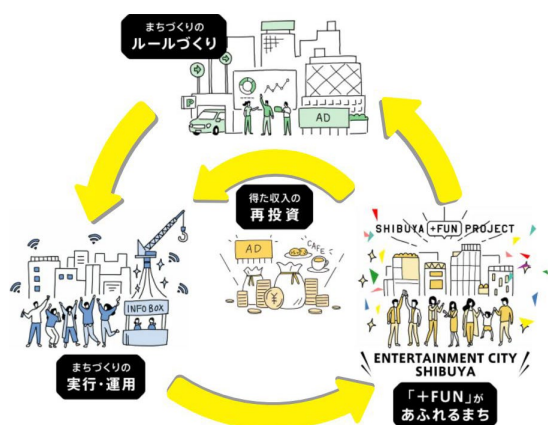 まちづくりの
ルールづくり
P
AD
得た収入の
再投資
AD
CAFE
¥
SHIBUYA +FUN PROJECT
INFO BOX
ENTERTAINMENT CITY
SHIBUYA
まちづくりの
実行・運用
「+FUN」が
あふれるまち